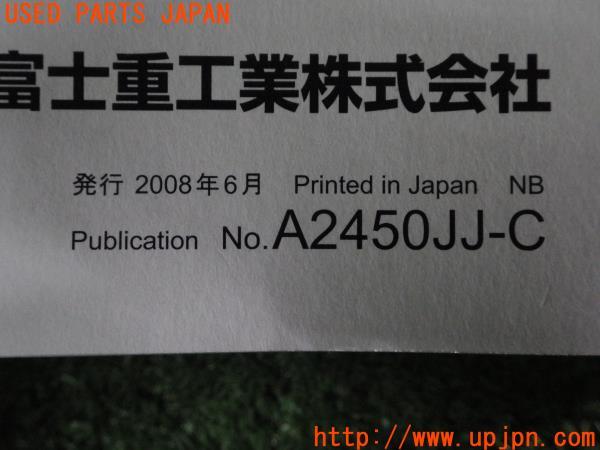 USED PARTS JAPAN
富士重工業株式会社
発行 2008年6月 Printed in Japan NB
Publication No. A2450JJ-C
http://www.upjpn.com/